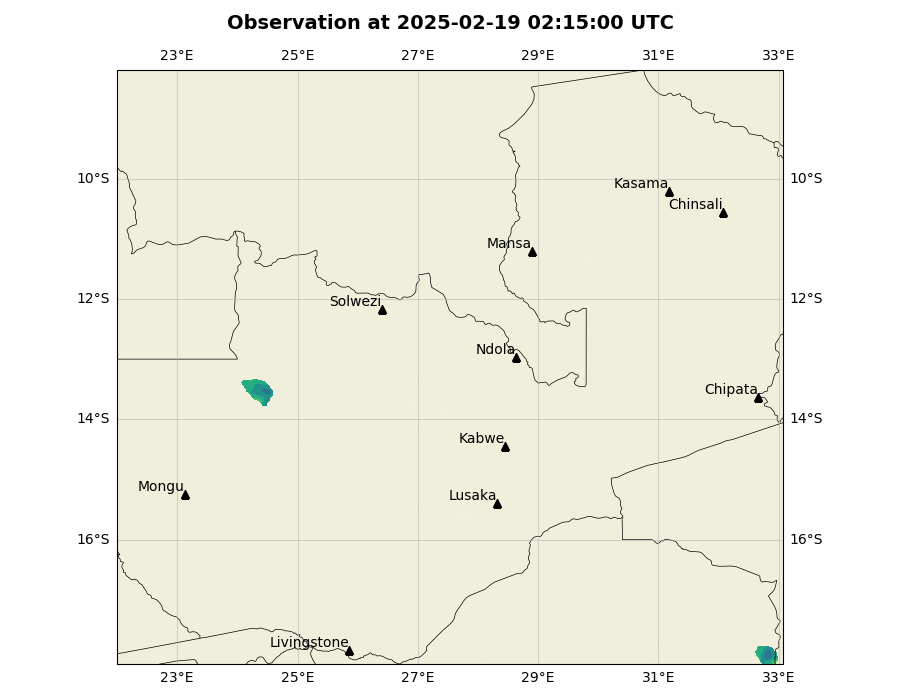 Observation at 2025-02-19 02:15:00 UTC
23°E 25°E 27°E 29°E 31°E 33°E
10°S 10°S
Kasama
Chinsali
Mansa
12°S 12°S
Solwezi
Ndola
Chipata
14°S 14°S
Kabwe
Mongu
Lusaka
16°S 16°S
Livingstone
23°E 25°E 27°E 29°E 31°E 33°E